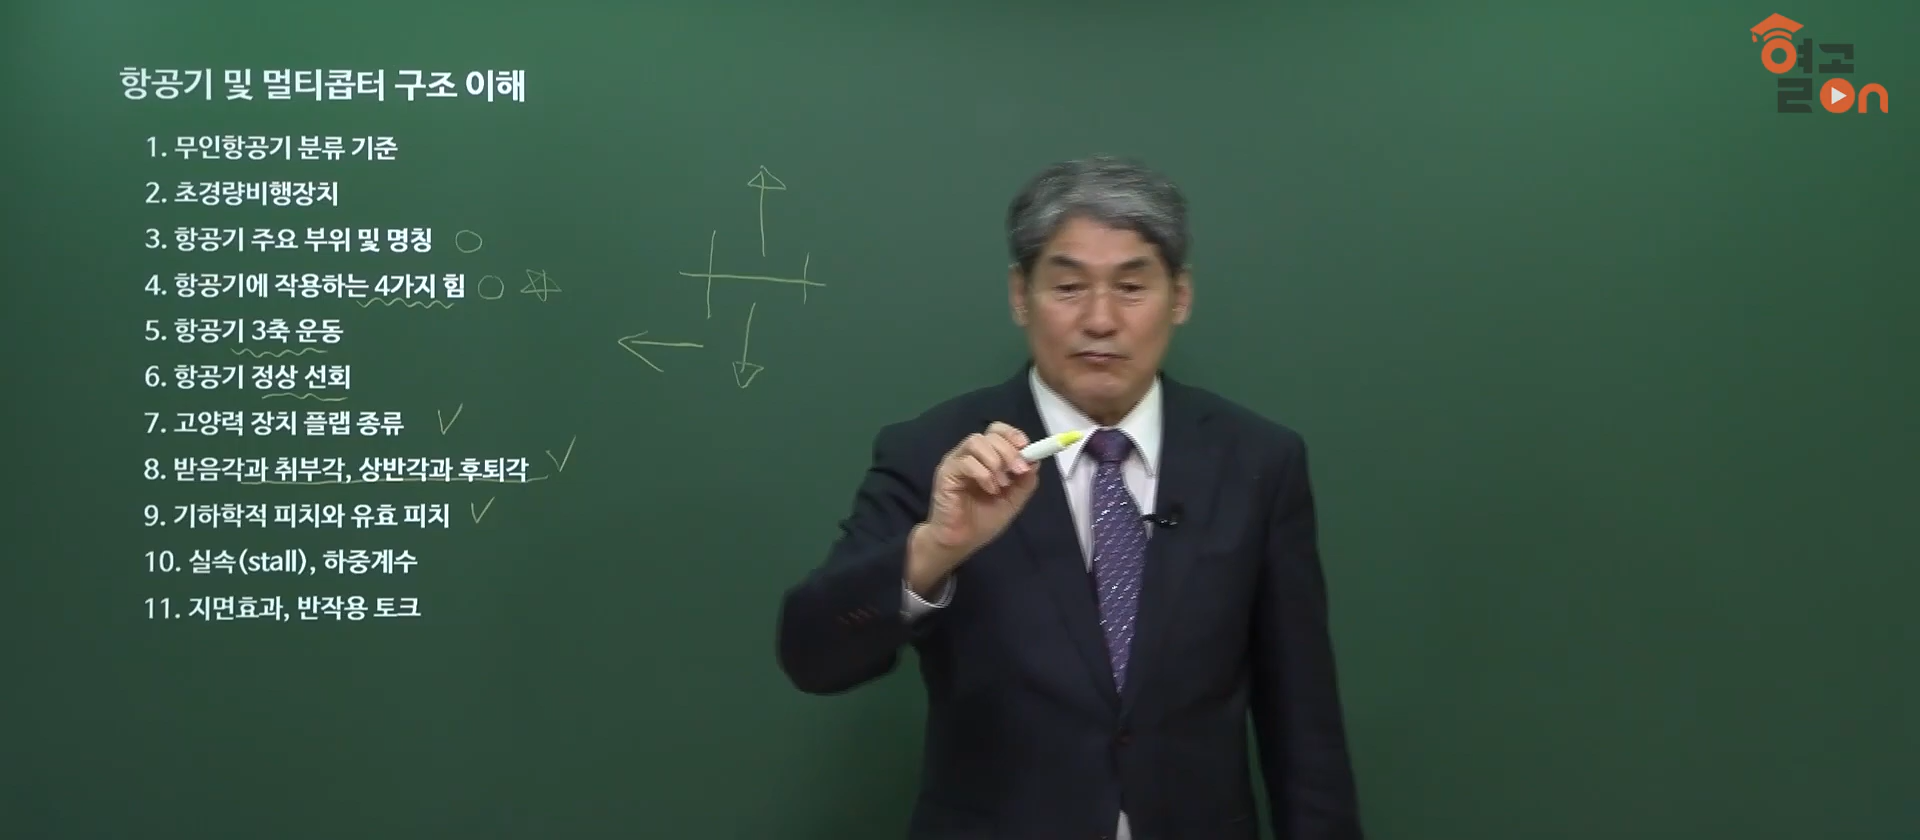 항공기 및 멀티콥터 구조 이해
1. 무인항공기 분류 기준
2. 초경량비행장치
3. 항공기 주요 부위 및 명칭
4. 항공기에 작용하는 4가지 힘
5. 항공기 3축 운동
6. 항공기 정상 선회
7. 고양력 장치 플랩 종류
8. 받음각과 취부각, 상반각과 후퇴각
9. 기하학적 피치와 유효 피치
10. 실속(stall), 하중계수
11. 지면효과, 반작용 토크
열고
른On